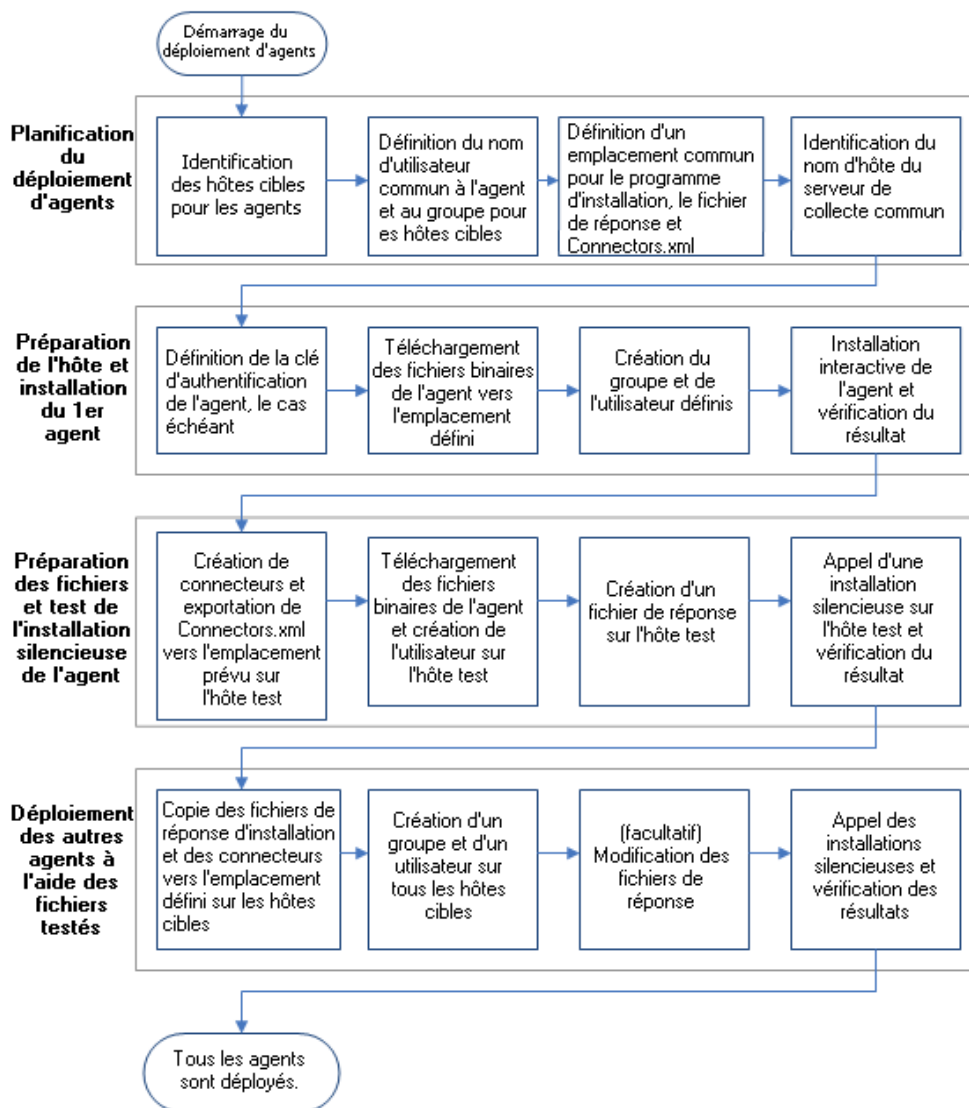 Démarrage du
déploiement d'agents
Planification
du
déploiement
d'agents
Identification
des hôtes cibles
pour les agents
Définition du nom
d'utilisateur
commun à l'agent
et au groupe pour
es hôtes cibles
Définition d'un
emplacement commun
pour le programme
d'installation, le fichier
de réponse et
Connectors.xml
Identification du
nom d'hôte du
serveur de
collecte commun
Préparation
de l'hôte et
installation
du 1er
agent
Définition de la clé
d'authentification
de l'agent, le cas
échéant
Téléchargement
des fichiers binaires
de l'agent vers
l'emplacement
défini
Création du
groupe et de
l'utilisateur définis
Installation
interactive de
l'agent et
vérification du
résultat
Préparation
des fichiers
et test de
l'installation
silencieuse
de l'agent
Création de
connecteurs et
exportation de
Connectors.xml
vers l'emplacement
prévu sur
l'hôte test
Téléchargement
des fichiers
binaires de l'agent
et création de
l'utilisateur sur
l'hôte test
Création d'un
fichier de réponse
sur l'hôte test
Appel d'une
installation
silencieuse sur
l'hôte test et
vérification du
résultat
Déploiement
des autres
agents à
l'aide des
fichiers
testés
Copie des fichiers de
réponse d'installation
et des connecteurs
vers l'emplacement
défini sur les hôtes
cibles
Création d'un
groupe et d'un
utilisateur sur
tous les hôtes
cibles
(facultatif)
Modification des
fichiers de
réponse
Appel des
installations
silencieuses et
vérification des
résultats
Tous les agents
sont déployés.